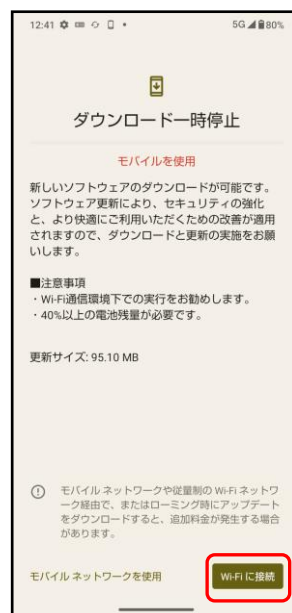 12:41 5G 80%
ダウンロード一時停止
モバイルを使用
新しいソフトウェアのダウンロードが可能です。
ソフトウェア更新により、セキュリティの強化
と、より快適にご利用いただくための改善が適用
されますので、ダウンロードと更新の実施をお願
いします。
■注意事項
・Wi-Fi通信環境下での実行をお勧めします。
・40%以上の電池残量が必要です。
更新サイズ: 95.10 MB
モバイル ネットワークや従量制の Wi-Fi ネットワ
ーク経由で、またはローミング時にアップデート
をダウンロードすると、追加料金が発生する場合
があります。
モバイル ネットワークを使用 Wi-Fi に接続